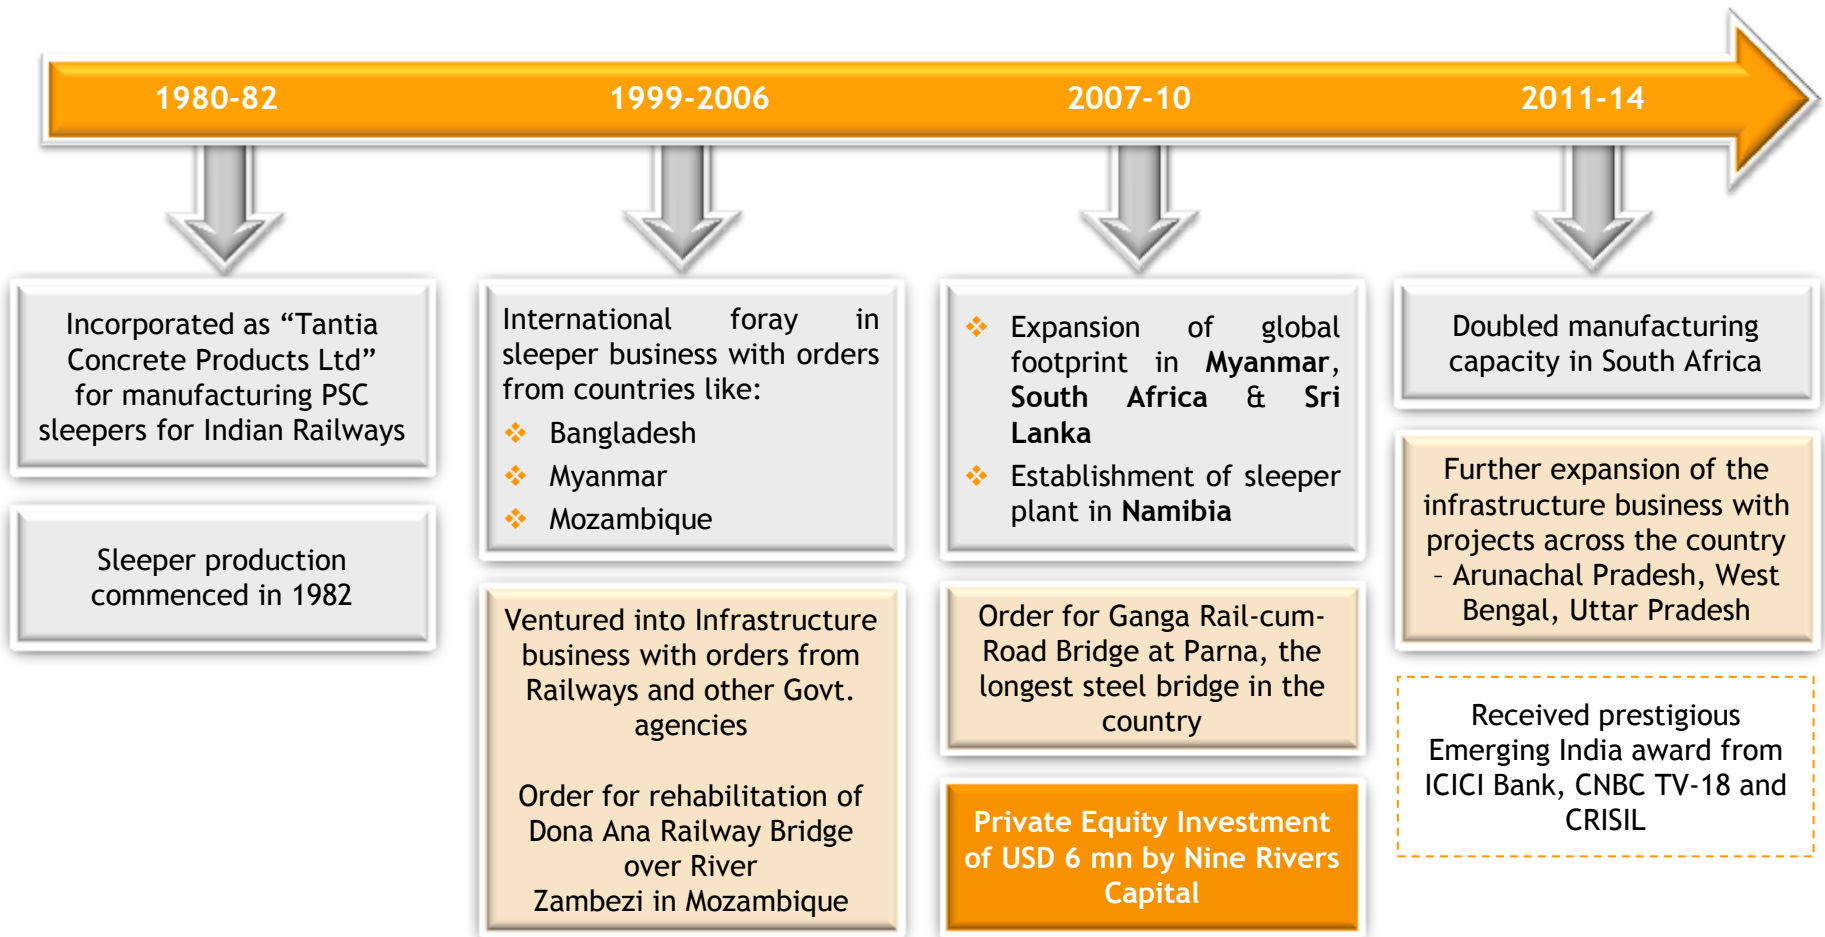 1980-82
1999-2006
2007-10
2011-14
Incorporated as “Tantia
Concrete Products Ltd”
for manufacturing PSC
sleepers for Indian Railways
Sleeper production
commenced in 1982
International foray in
sleeper business with orders
from countries like:
❖ Bangladesh
❖ Myanmar
❖ Mozambique
Ventured into Infrastructure
business with orders from
Railways and other Govt.
agencies
Order for rehabilitation of
Dona Ana Railway Bridge
over River
Zambezi in Mozambique
❖ Expansion of global
footprint in Myanmar,
South Africa & Sri
Lanka
❖ Establishment of sleeper
plant in Namibia
Order for Ganga Rail-cum-
Road Bridge at Parna, the
longest steel bridge in the
country
Private Equity Investment
of USD 6 mn by Nine Rivers
Capital
Doubled manufacturing
capacity in South Africa
Further expansion of the
infrastructure business with
projects across the country
– Arunachal Pradesh, West
Bengal, Uttar Pradesh
Received prestigious
Emerging India award from
ICICI Bank, CNBC TV-18 and
CRISIL